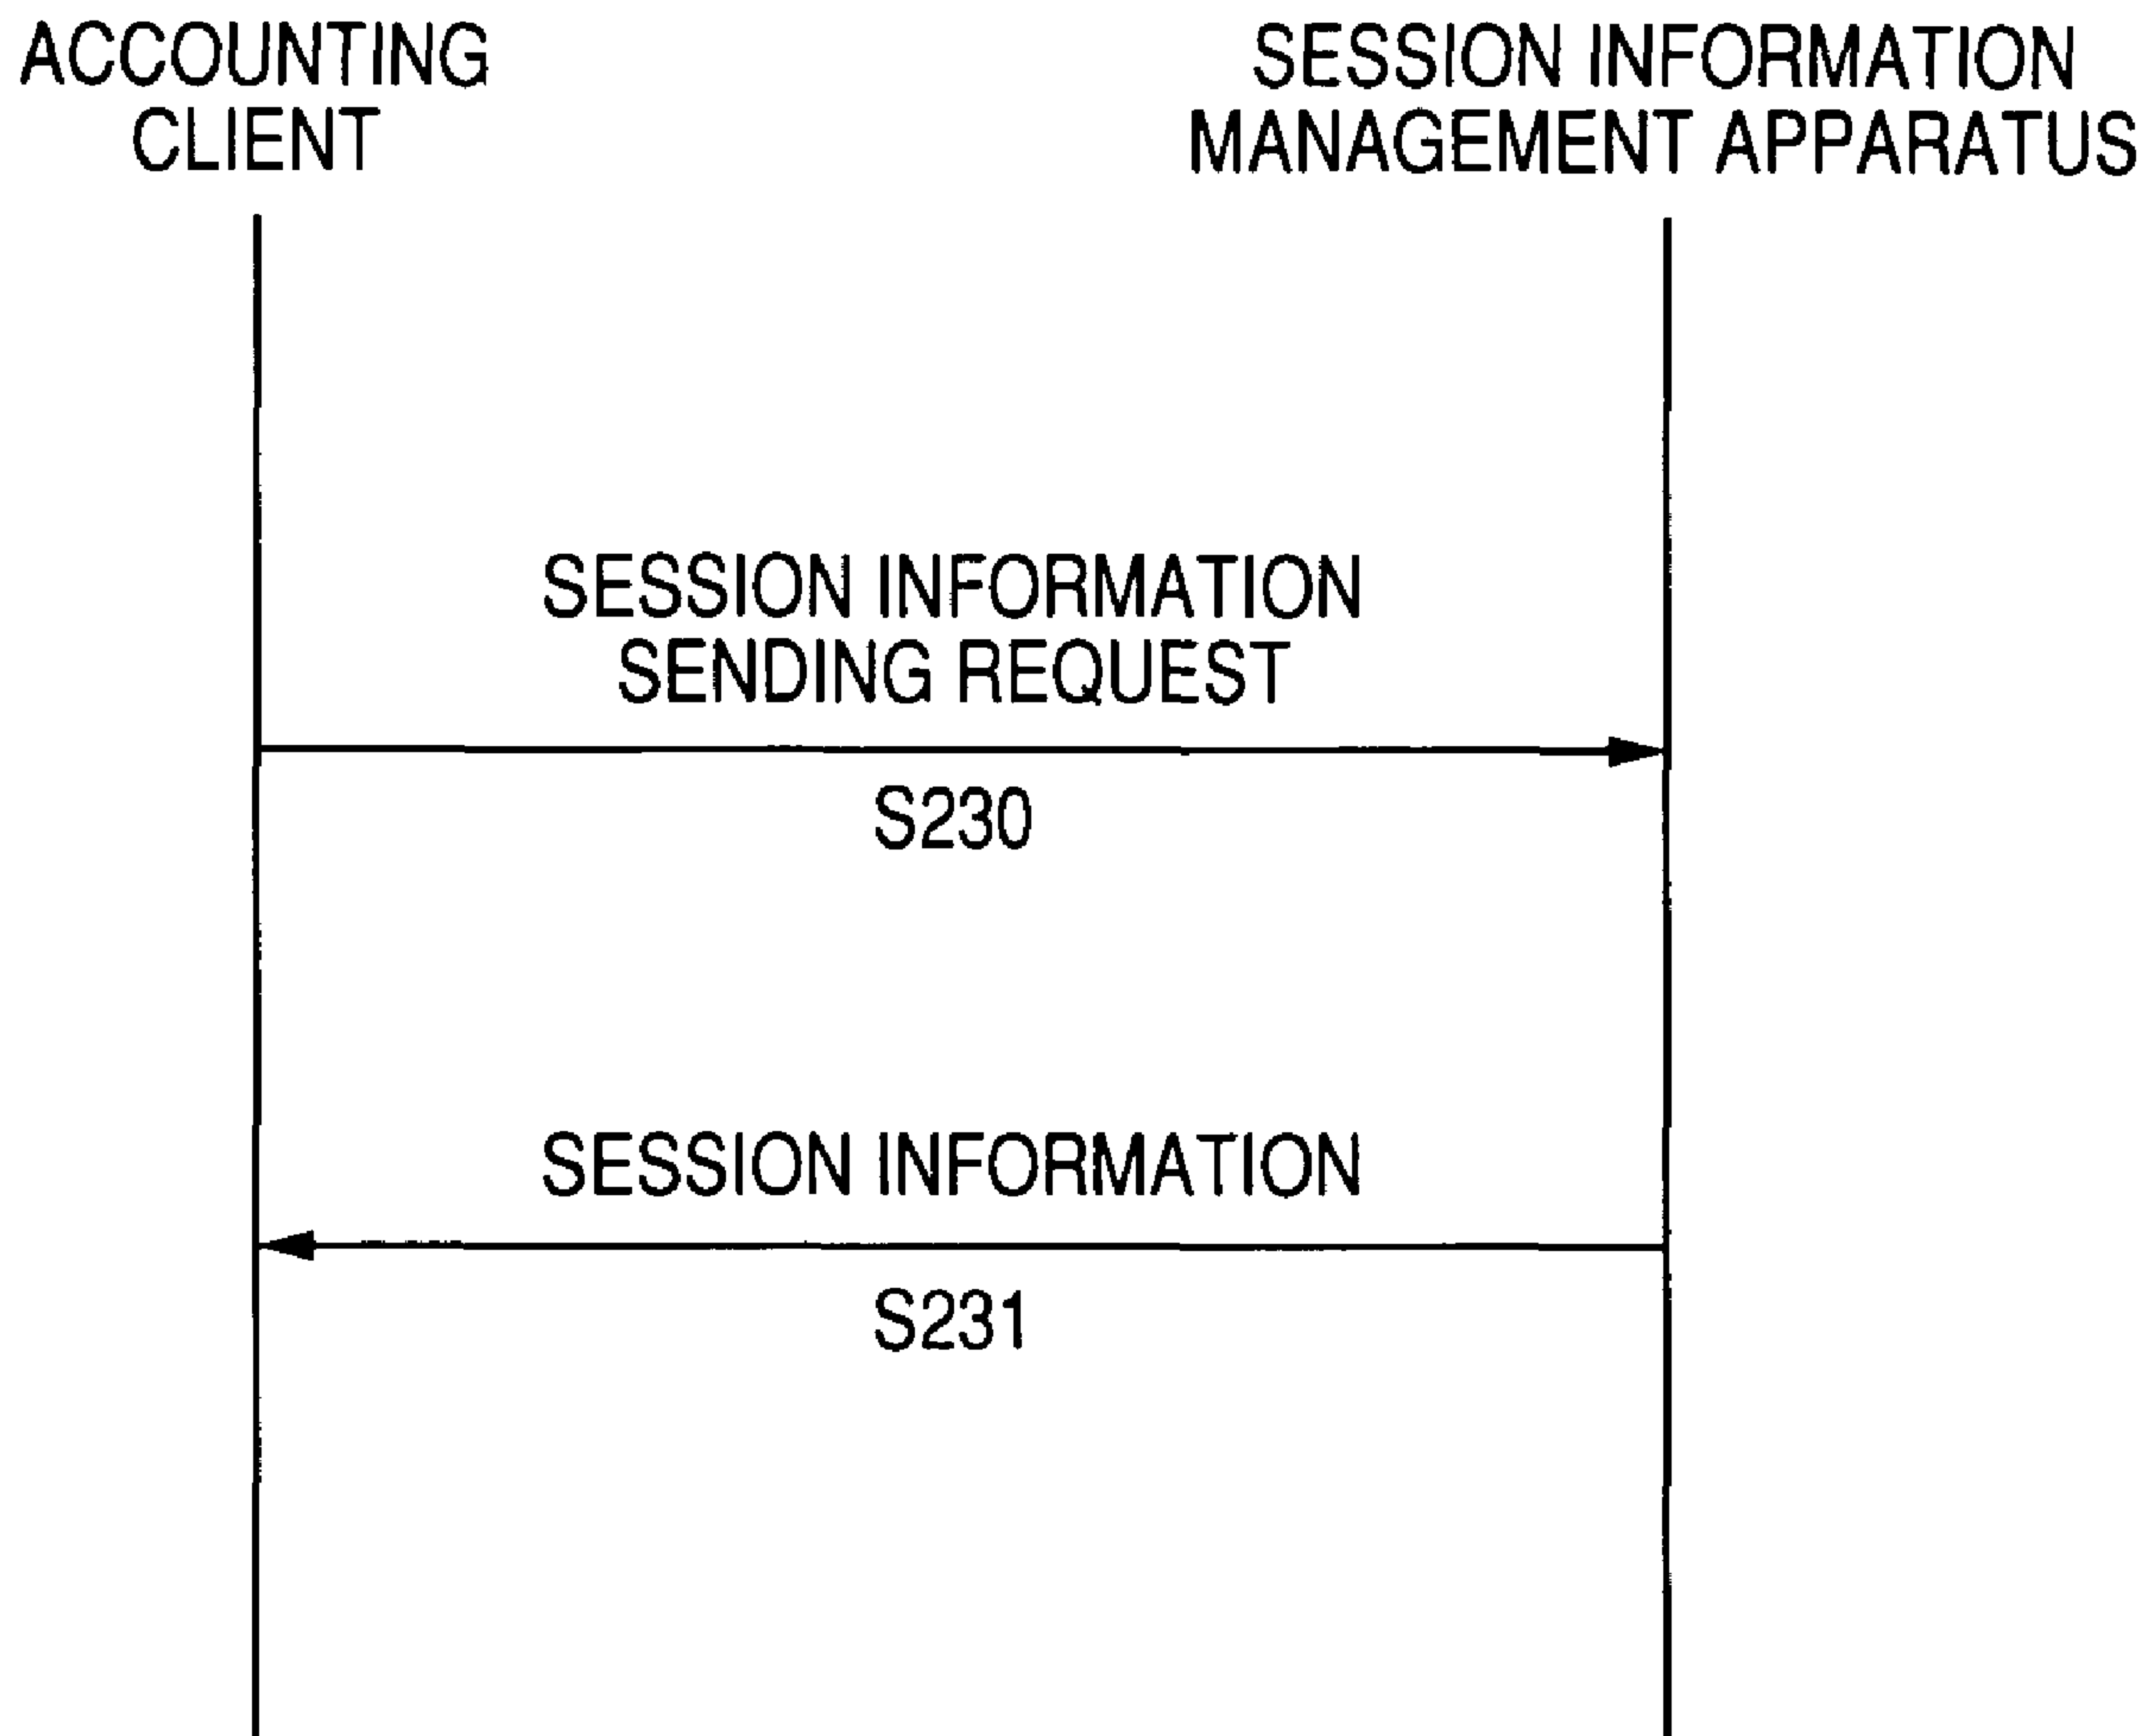 ACCOUNTING
CLIENT
SESSION INFORMATION
MANAGEMENT APPARATUS
SESSION INFORMATION
SENDING REQUEST
S230
SESSION INFORMATION
S231